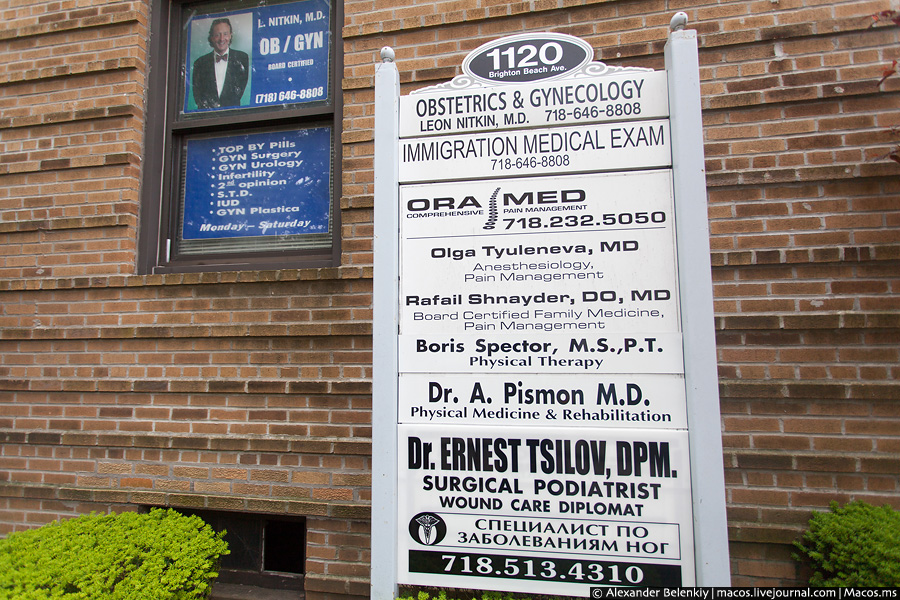 L. NITKIN, M.D.
OB / GYN
BOARD CERTIFIED
(718) 646-8808
• TOP BY Pills
• GYN Surgery
• GYN Urology
• Infertility
• 2nd opinion
• S.T.D.
• IUD
• GYN Plastica
Monday – Saturday
1120
Brighton Beach Ave.
OBSTETRICS & GYNECOLOGY
LEON NITKIN, M.D. 718-646-8808
IMMIGRATION MEDICAL EXAM
718-646-8808
ORA MED
COMPREHENSIVE PAIN MANAGEMENT
718.232.5050
Olga Tyuleneva, MD
Anesthesiology,
Pain Management
Rafail Shnayder, DO, MD
Board Certified Family Medicine,
Pain Management
Boris Spector, M.S.,P.T.
Physical Therapy
Dr. A. Pismon M.D.
Physical Medicine & Rehabilitation
Dr. ERNEST TSILOV, DPM.
SURGICAL PODIATRIST
WOUND CARE DIPLOMAT
СПЕЦИАЛИСТ ПО
ЗАБОЛЕВАНИЯМ НОГ
718.513.4310
© Alexander Belenkiy | macos.livejournal.com | Macos.me